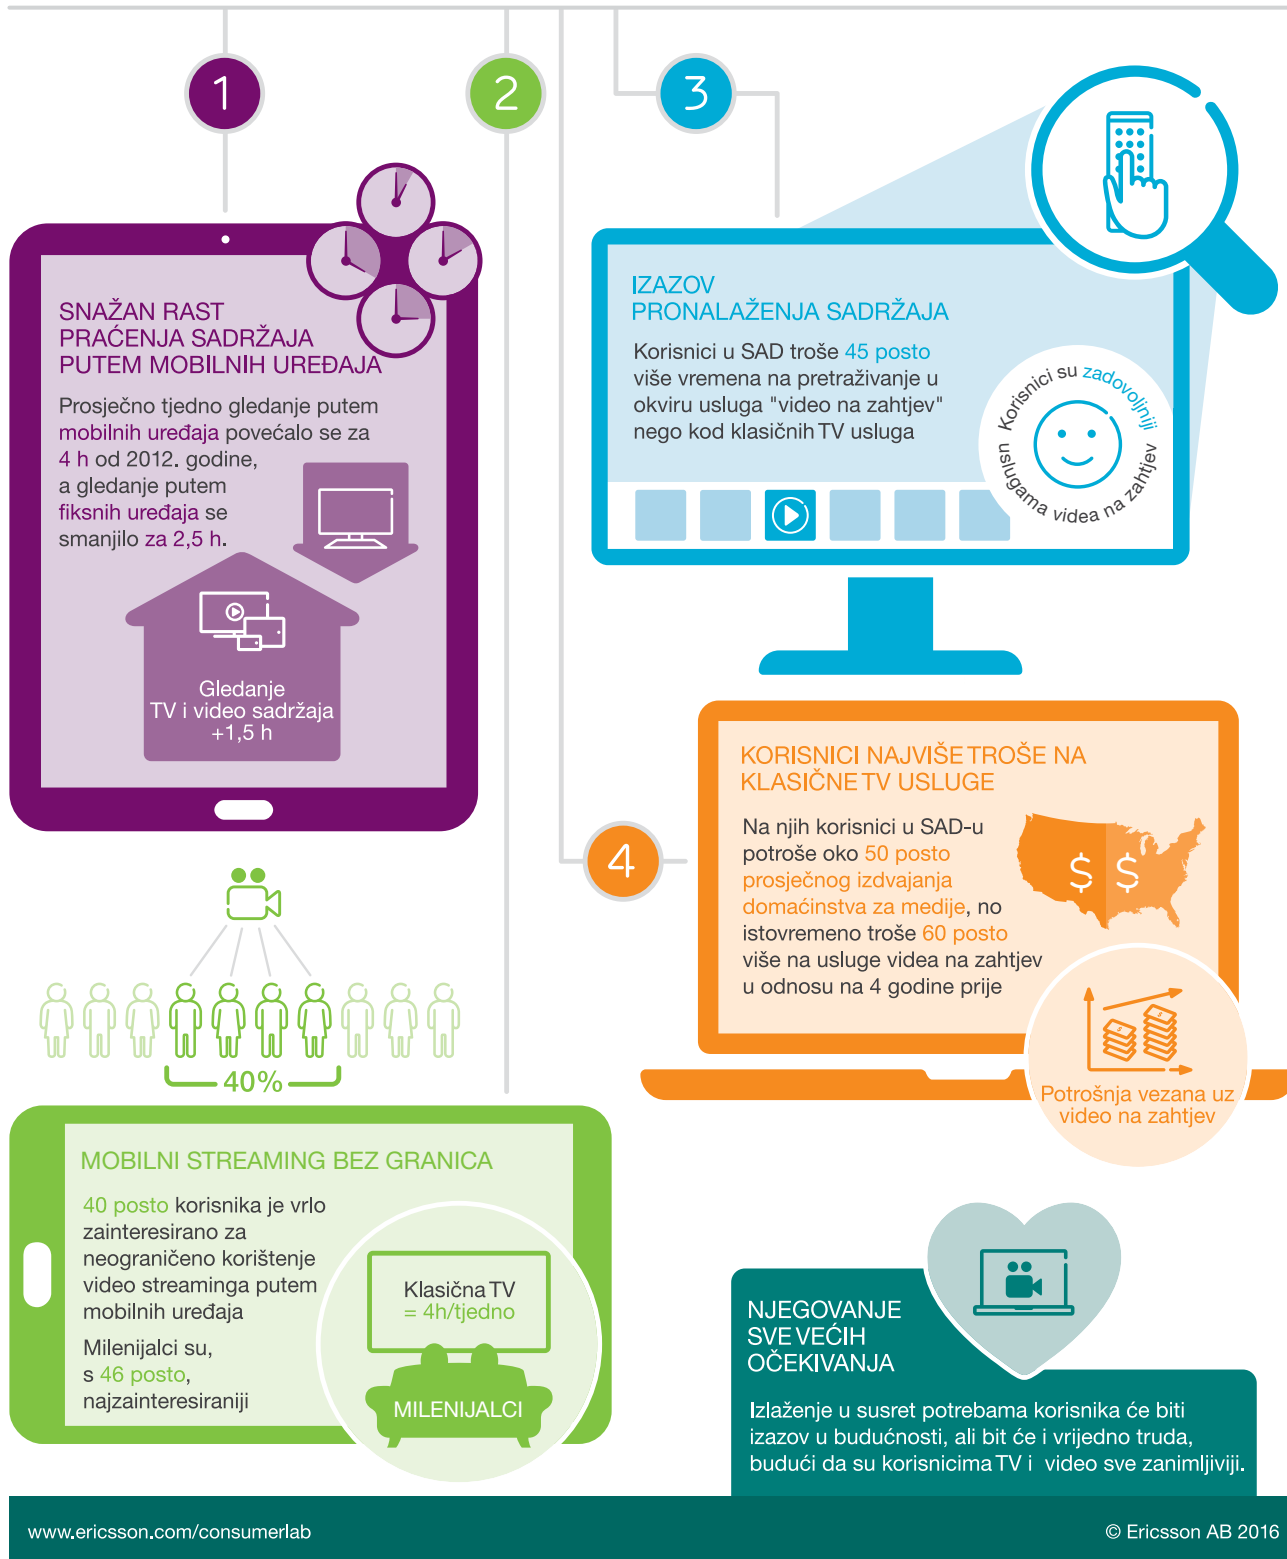 1
SNAŽAN RAST
PRAĆENJA SADRŽAJA
PUTEM MOBILNIH UREĐAJA
Prosječno tjedno gledanje putem
mobilnih uređaja povećalo se za
4 h od 2012. godine,
a gledanje putem
fiksnih uređaja se
smanjilo za 2,5 h.
Gledanje
TV i video sadržaja
+1,5 h
2
40%
MOBILNI STREAMING BEZ GRANICA
40 posto korisnika je vrlo
zainteresirano za
neograničeno korištenje
video streaminga putem
mobilnih uređaja
Milenijalci su,
s 46 posto,
najzainteresiraniji
Klasična TV
= 4h/tjedno
MILENIJALCI
3
IZAZOV
PRONALAŽENJA SADRŽAJA
Korisnici u SAD troše 45 posto
više vremena na pretraživanje u
okviru usluga "video na zahtjev"
nego kod klasičnih TV usluga
Korisnici su zadovoljniji
uslugama videa na zahtjev
4
KORISNICI NAJVIŠE TROŠE NA
KLASIČNE TV USLUGE
Na njih korisnici u SAD-u
potroše oko 50 posto
prosječnog izdvajanja
domaćinstva za medije, no
istovremeno troše 60 posto
više na usluge videa na zahtjev
u odnosu na 4 godine prije
$ $
Potrošnja vezana uz
video na zahtjev
NJEGOVANJE
SVE VEĆIH
OČEKIVANJA
Izlaženje u susret potrebama korisnika će biti
izazov u budućnosti, ali bit će i vrijedno truda,
budući da su korisnicima TV i video sve zanimljiviji.
www.ericsson.com/consumerlab
© Ericsson AB 2016